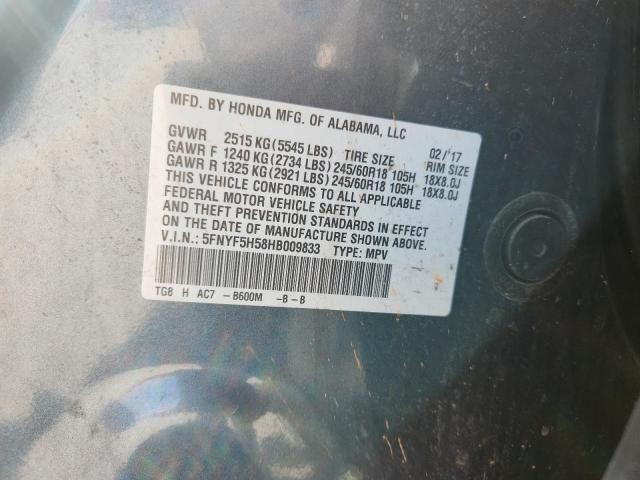 MFD. BY HONDA MFG. OF ALABAMA, LLC
02/'17
GVWR 2515 KG(5545 LBS) TIRE SIZE RIM SIZE
GAWR F 1240 KG(2734 LBS) 245/60R18 105H 18X8.0J
GAWR R 1325 KG(2921 LBS) 245/60R18 105H 18X8.0J
THIS VEHICLE CONFORMS TO ALL APPLICABLE
FEDERAL MOTOR VEHICLE SAFETY
AND THEFT PREVENTION STANDARDS IN EFFECT
ON THE DATE OF MANUFACTURE SHOWN ABOVE.
V.I.N.: 5FNYF5H58HB009833 TYPE: MPV
TG8 H AC7 -B600M -B-B